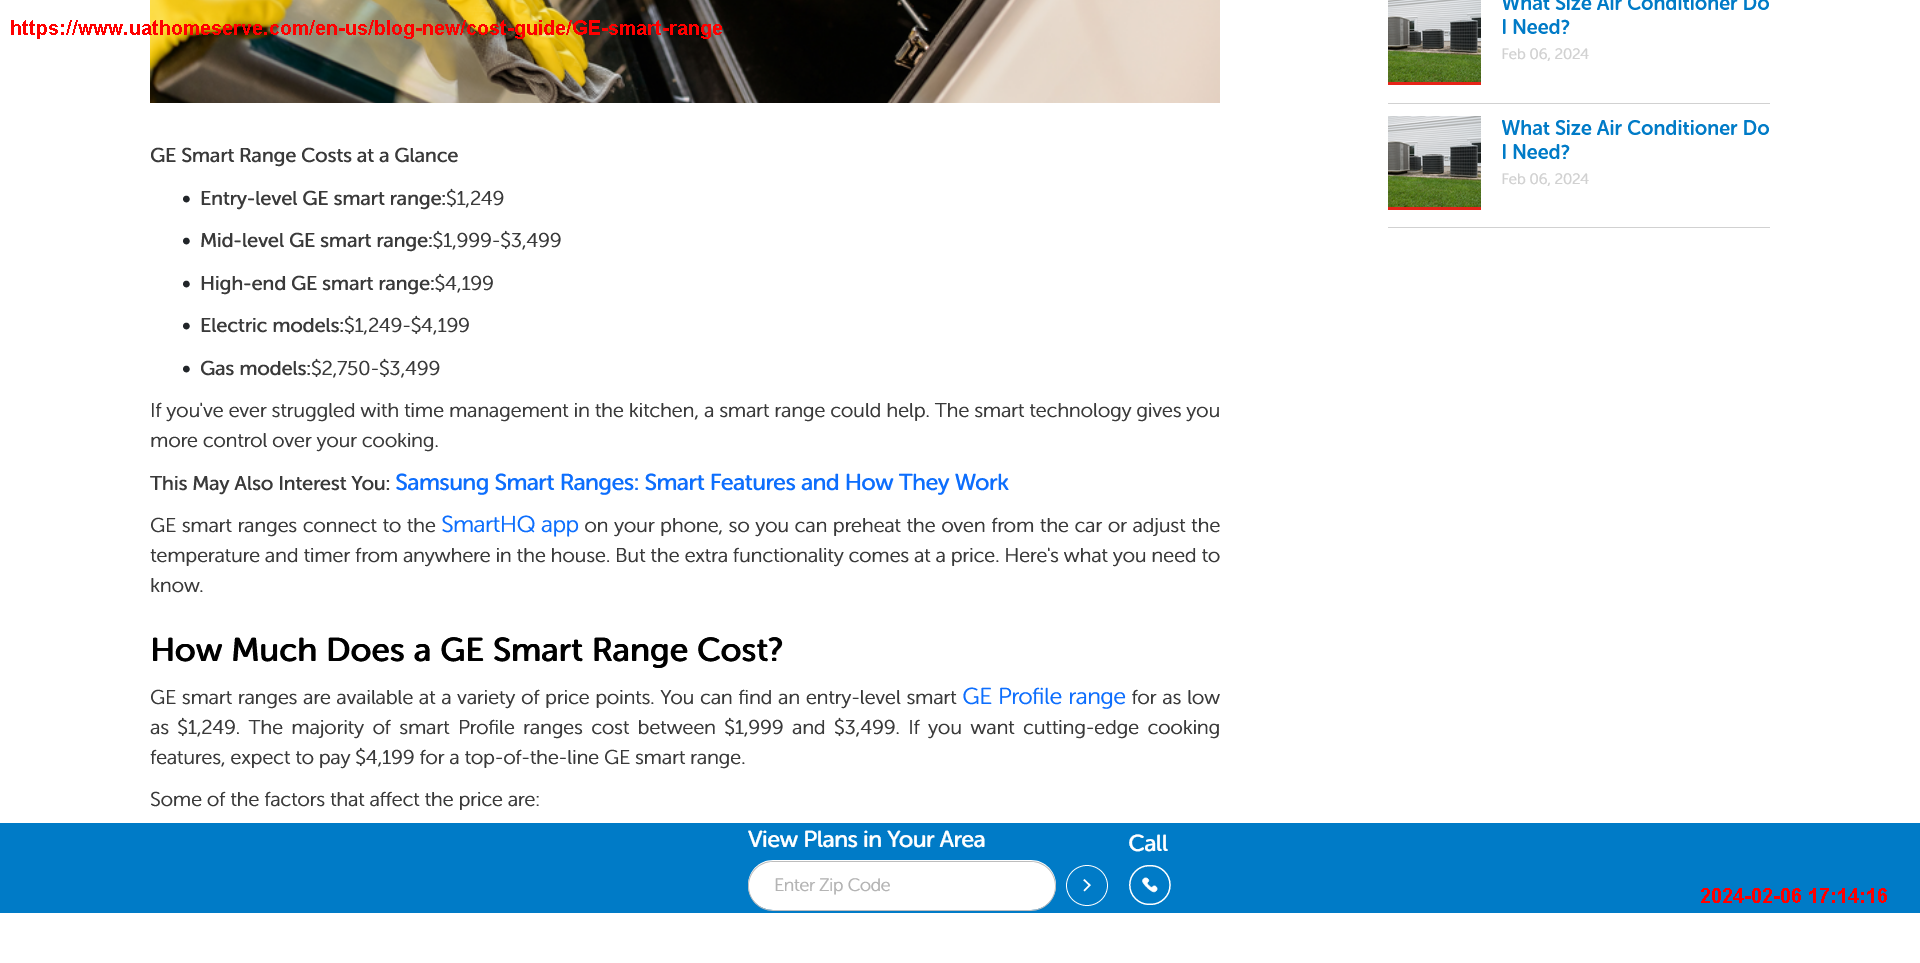 https://www.uathomeserve.com/en-us/blog-new/cost-guide/GE-smart-range
GE Smart Range Costs at a Glance
• Entry-level GE smart range:$1,249
• Mid-level GE smart range:$1,999-$3,499
• High-end GE smart range:$4,199
• Electric models:$1,249-$4,199
• Gas models:$2,750-$3,499
If you've ever struggled with time management in the kitchen, a smart range could help. The smart technology gives you
more control over your cooking.
This May Also Interest You: Samsung Smart Ranges: Smart Features and How They Work
GE smart ranges connect to the SmartHQ app on your phone, so you can preheat the oven from the car or adjust the
temperature and timer from anywhere in the house. But the extra functionality comes at a price. Here's what you need to
know.
How Much Does a GE Smart Range Cost?
GE smart ranges are available at a variety of price points. You can find an entry-level smart GE Profile range for as low
as $1,249. The majority of smart Profile ranges cost between $1,999 and $3,499. If you want cutting-edge cooking
features, expect to pay $4,199 for a top-of-the-line GE smart range.
Some of the factors that affect the price are:
What Size Air Conditioner Do
I Need?
Feb 06, 2024
What Size Air Conditioner Do
I Need?
Feb 06, 2024
View Plans in Your Area
Enter Zip Code
Call
2024-02-06 17:14:16